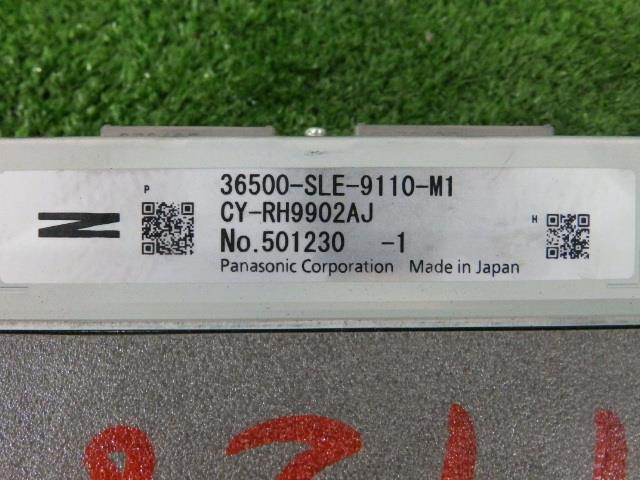 P
36500-SLE-9110-M1
N
CY-RH9902AJ
H
No.501230 -1
Panasonic Corporation Made in Japan